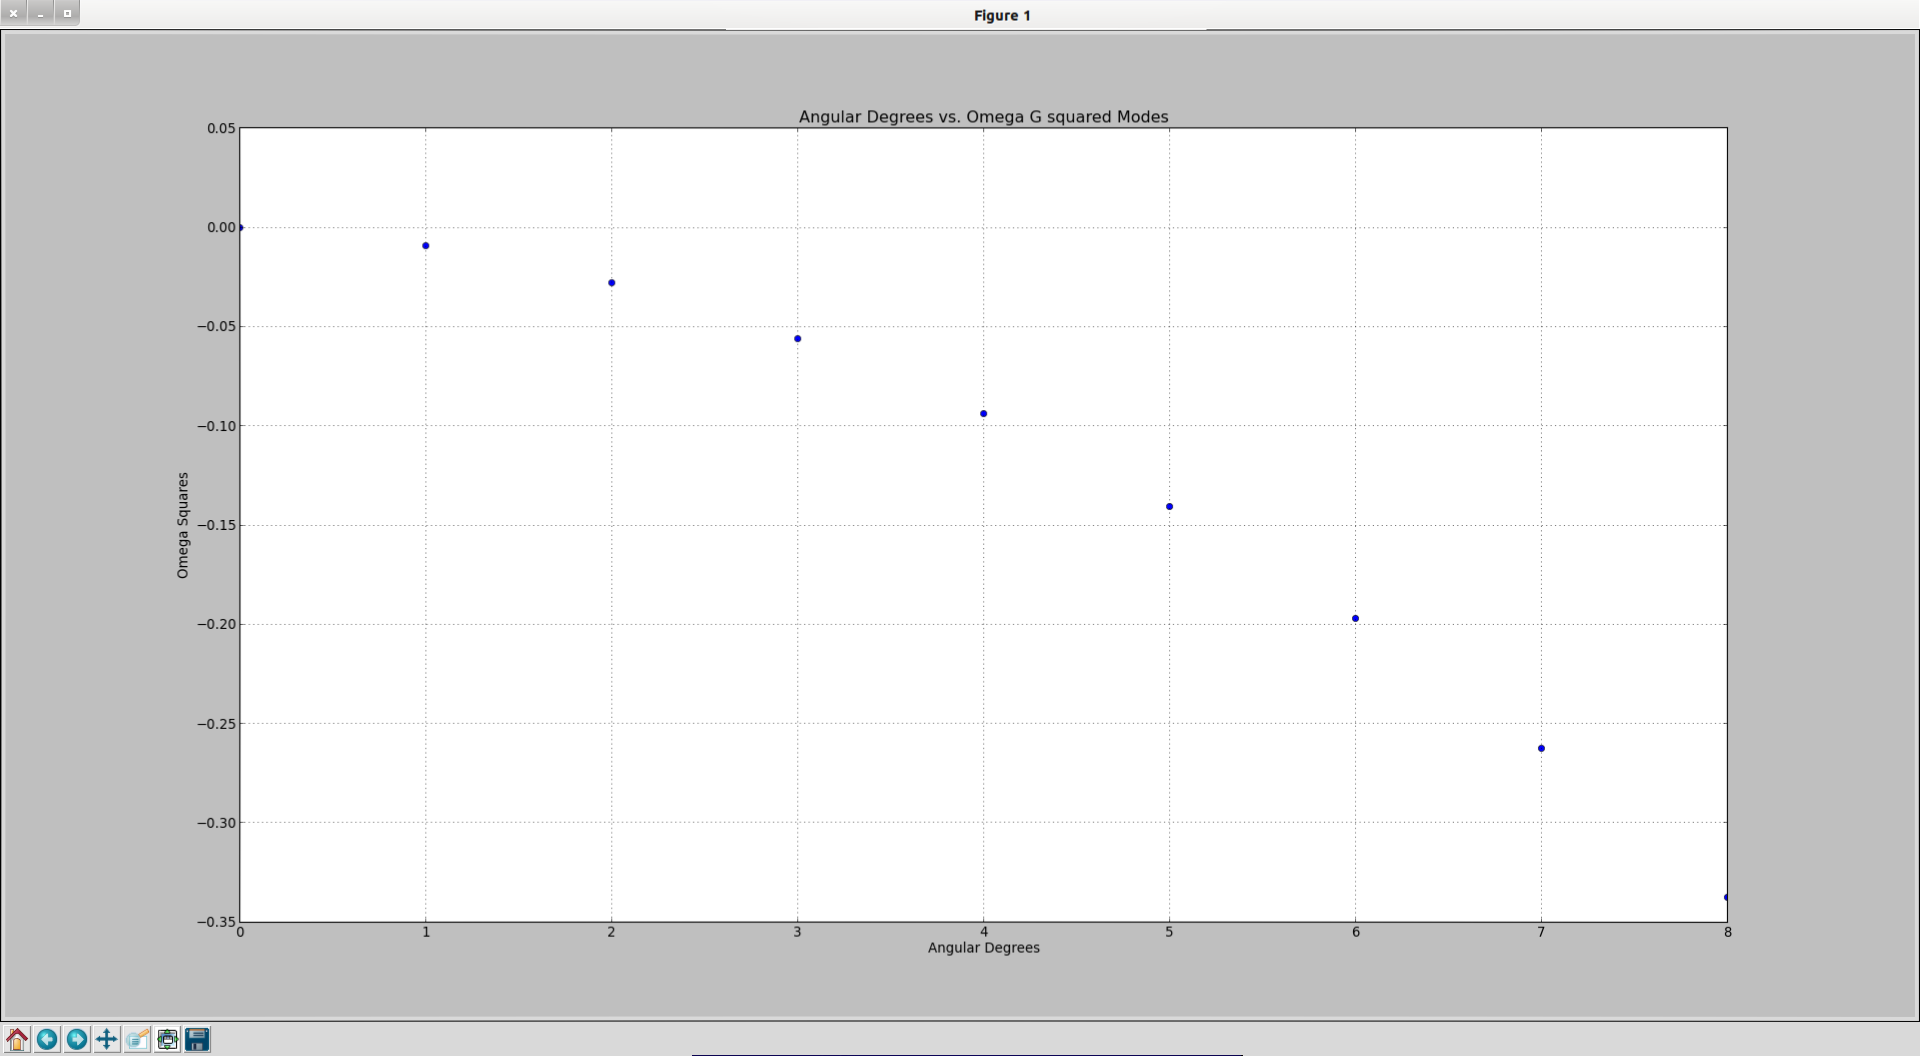 Figure 1
Angular Degrees vs. Omega G squared Modes
0.05
0.00
−0.05
−0.10
−0.15
−0.20
−0.25
−0.30
−0.35
Omega Squares
0 1 2 3 4 5 6 7 8
Angular Degrees